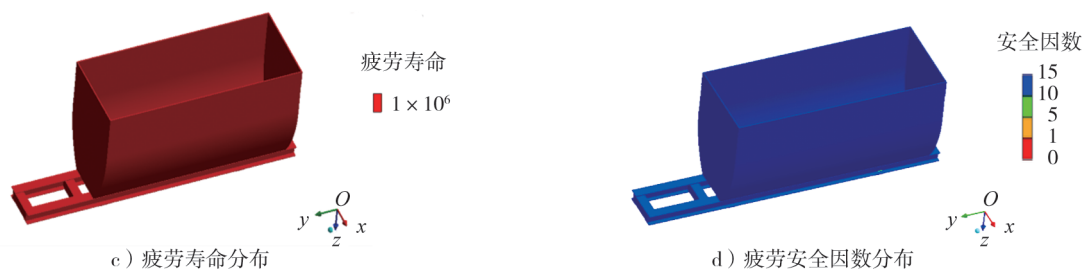 疲劳寿命
1 × 10⁶
O
y
x
z
c）疲劳寿命分布
安全因数
15
10
5
1
0
O
y
x
z
d）疲劳安全因数分布